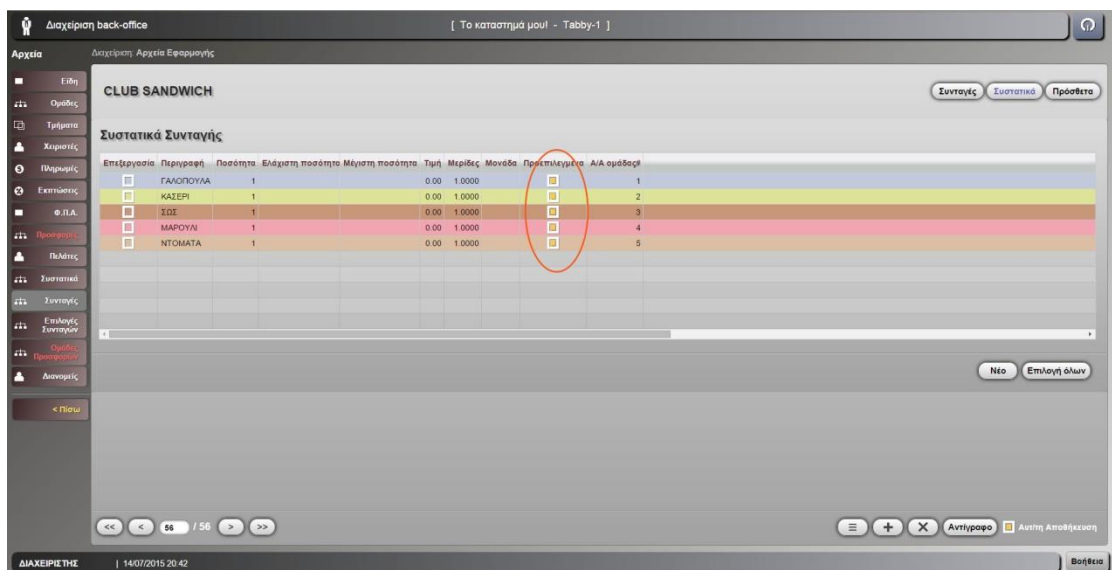 Διαχείριση back-office
[ Το καταστημά μου! - Tabby-1 ]
Αρχεία
Διαχείριση: Αρχεία Εφαρμογής
Είδη
Ομάδες
Τμήματα
Χειριστές
Πληρωμές
Εκπτώσεις
Φ.Π.Α.
Προσφορές
Πελάτες
Συστατικά
Συνταγές
Επιλογές Συνταγών
Ομάδες Προσφορών
Διανομείς
< Πίσω
CLUB SANDWICH
Συνταγές Συστατικά Πρόσθετα
Συστατικά Συνταγής
Επεξεργασία Περιγραφή Ποσότητα Ελάχιστη ποσότητα Μέγιστη ποσότητα Τιμή Μερίδες Μονάδα Προεπιλεγμένα Α/Α ομάδας#
ΓΑΛΟΠΟΥΛΑ 1 0.00 1.0000 1
ΚΑΣΕΡΙ 1 0.00 1.0000 2
ΣΩΣ 1 0.00 1.0000 3
ΜΑΡΟΥΛΙ 1 0.00 1.0000 4
ΝΤΟΜΑΤΑ 1 0.00 1.0000 5
Νέο Επιλογή όλων
<< < 56 / 56 > >>
Αντίγραφο Αυτ/τη Αποθήκευση
ΔΙΑΧΕΙΡΙΣΤΗΣ | 14/07/2015 20:42
Βοήθεια